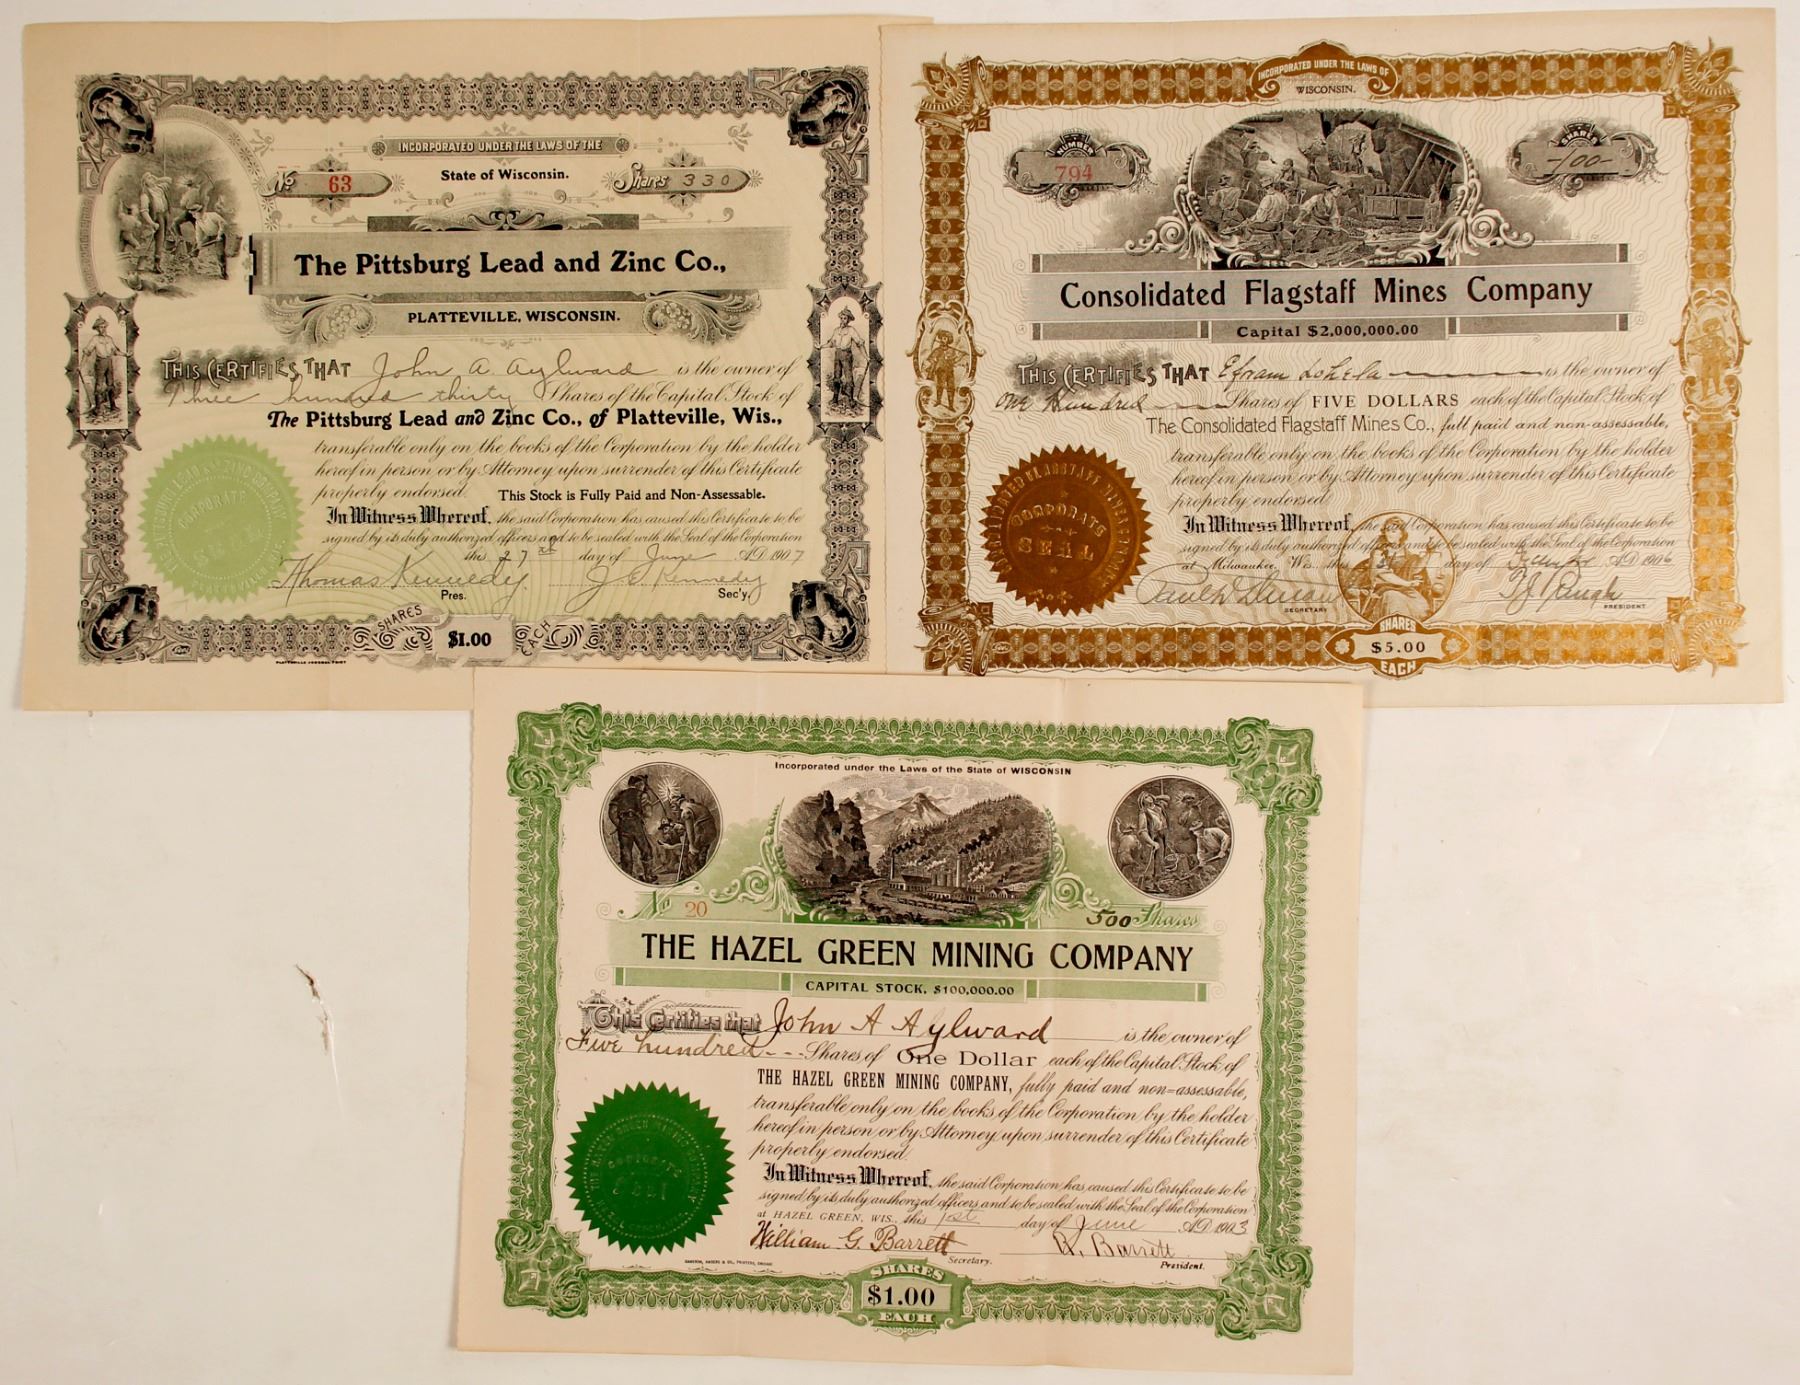 INCORPORATED UNDER THE LAWS OF THE
State of Wisconsin.
No 63
Shares 330
The Pittsburg Lead and Zinc Co.,
PLATTEVILLE, WISCONSIN.
THIS CERTIFIES THAT John A. Aylward is the owner of
Three hundred thirty Shares of the Capital Stock of
The Pittsburg Lead and Zinc Co., of Platteville, Wis.,
transferable only on the books of the Corporation by the holder
hereof in person or by Attorney upon surrender of this Certificate
properly endorsed. This Stock is Fully Paid and Non-Assessable.
In Witness Whereof, the said Corporation has caused this Certificate to be
signed by its duly authorized officers and to be sealed with the Seal of the Corporation
this 27 day of June A.D. 1907
Thomas Kennedy J. E. Kennedy
Pres. Sec'y.
SHARES $1.00 EACH
PLATTEVILLE JOURNAL PRINT
CORPORATE
SEAL
INCORPORATED UNDER THE LAWS OF
WISCONSIN.
NUMBER
794
SHARES
-100-
Consolidated Flagstaff Mines Company
Capital $2,000,000.00
THIS CERTIFIES THAT Efram is the owner of
One Hundred Shares of FIVE DOLLARS each of the Capital Stock of
The Consolidated Flagstaff Mines Co., full paid and non-assessable,
transferable only on the books of the Corporation by the holder
hereof in person or by Attorney upon surrender of this Certificate
properly endorsed
In Witness Whereof, the said Corporation has caused this Certificate to be
signed by its duly authorized officers and to be sealed with the Seal of the Corporation
at Milwaukee, Wis. this day of A.D. 1906
SECRETARY
PRESIDENT
SHARES
$5.00
EACH
CONSOLIDATED FLAGSTAFF MINES COMPANY
CORPORATE
SEAL
Incorporated under the Laws of the State of WISCONSIN
No 20
500 Shares
THE HAZEL GREEN MINING COMPANY
CAPITAL STOCK, $100,000.00
This Certifies that John A Aylward is the owner of
Five hundred Shares of One Dollar each of the Capital Stock of
THE HAZEL GREEN MINING COMPANY, fully paid and non=assessable,
transferable only on the books of the Corporation by the holder
hereof in person or by Attorney upon surrender of this Certificate
properly endorsed.
In Witness Whereof, the said Corporation has caused this Certificate to be
signed by its duly authorized officers and to be sealed with the Seal of the Corporation
at HAZEL GREEN, WIS., this 1st day of June A.D. 1903
William G. Barrett R. Barrett
Secretary. President.
SHARES
$1.00
EACH
CORPORATE
Seal